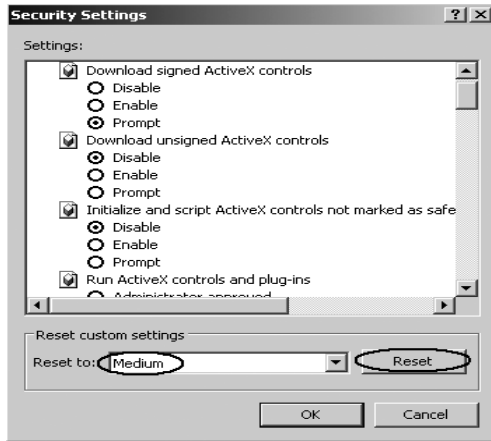 Security Settings
Settings:
Download signed ActiveX controls
Disable
Enable
Prompt
Download unsigned ActiveX controls
Disable
Enable
Prompt
Initialize and script ActiveX controls not marked as safe
Disable
Enable
Prompt
Run ActiveX controls and plug-ins
Administrator approved
Reset custom settings
Reset to: Medium Reset
OK Cancel